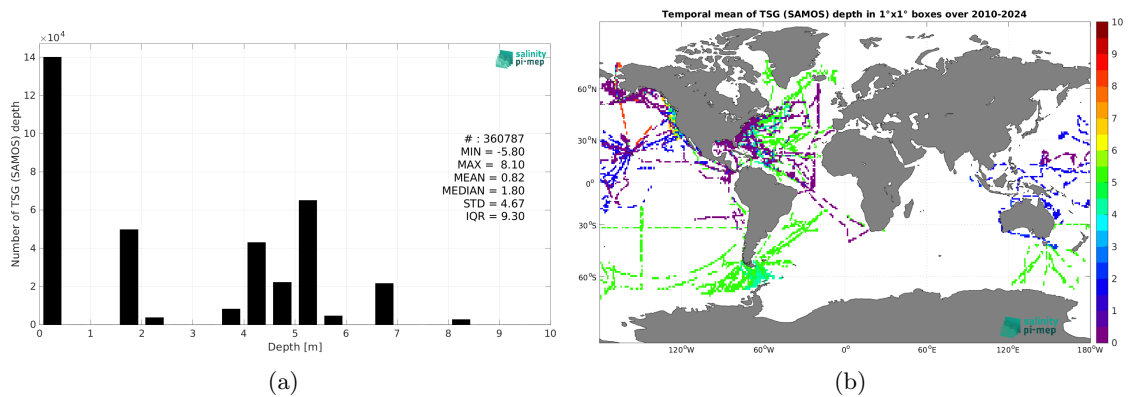 ×10⁴
14
12
10
8
6
4
2
0
Number of TSG (SAMOS) depth
0 1 2 3 4 5 6 7 8 9 10
Depth [m]
salinity
pi-mep
# : 360787
MIN = -5.80
MAX = 8.10
MEAN = 0.82
MEDIAN = 1.80
STD = 4.67
IQR = 9.30
(a)
Temporal mean of TSG (SAMOS) depth in 1°x1° boxes over 2010-2024
60°N
30°N
0°
30°S
60°S
120°W 60°W 0° 60°E 120°E 180°W
salinity
pi-mep
10
9
8
7
6
5
4
3
2
1
0
(b)